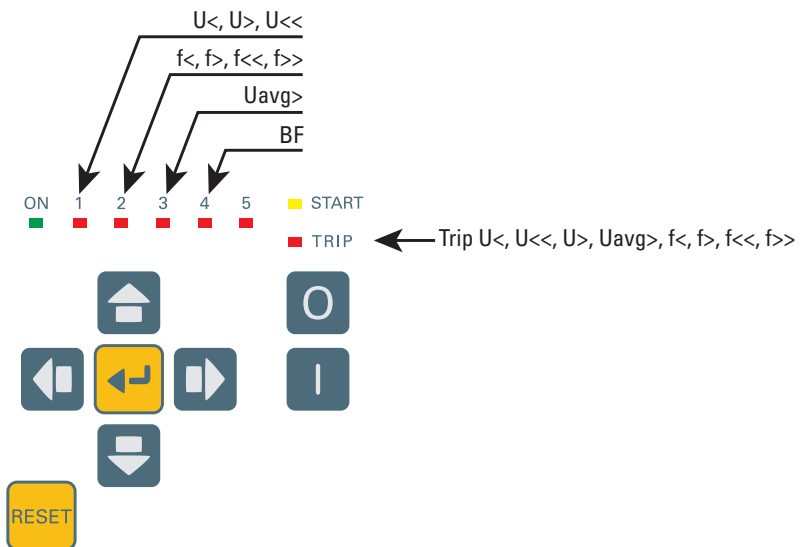 U<, U>, U<<
f<, f>, f<<, f>>
Uavg>
BF
ON 1 2 3 4 5 START
TRIP Trip U<, U<<, U>, Uavg>, f<, f>, f<<, f>>
O
I
RESET